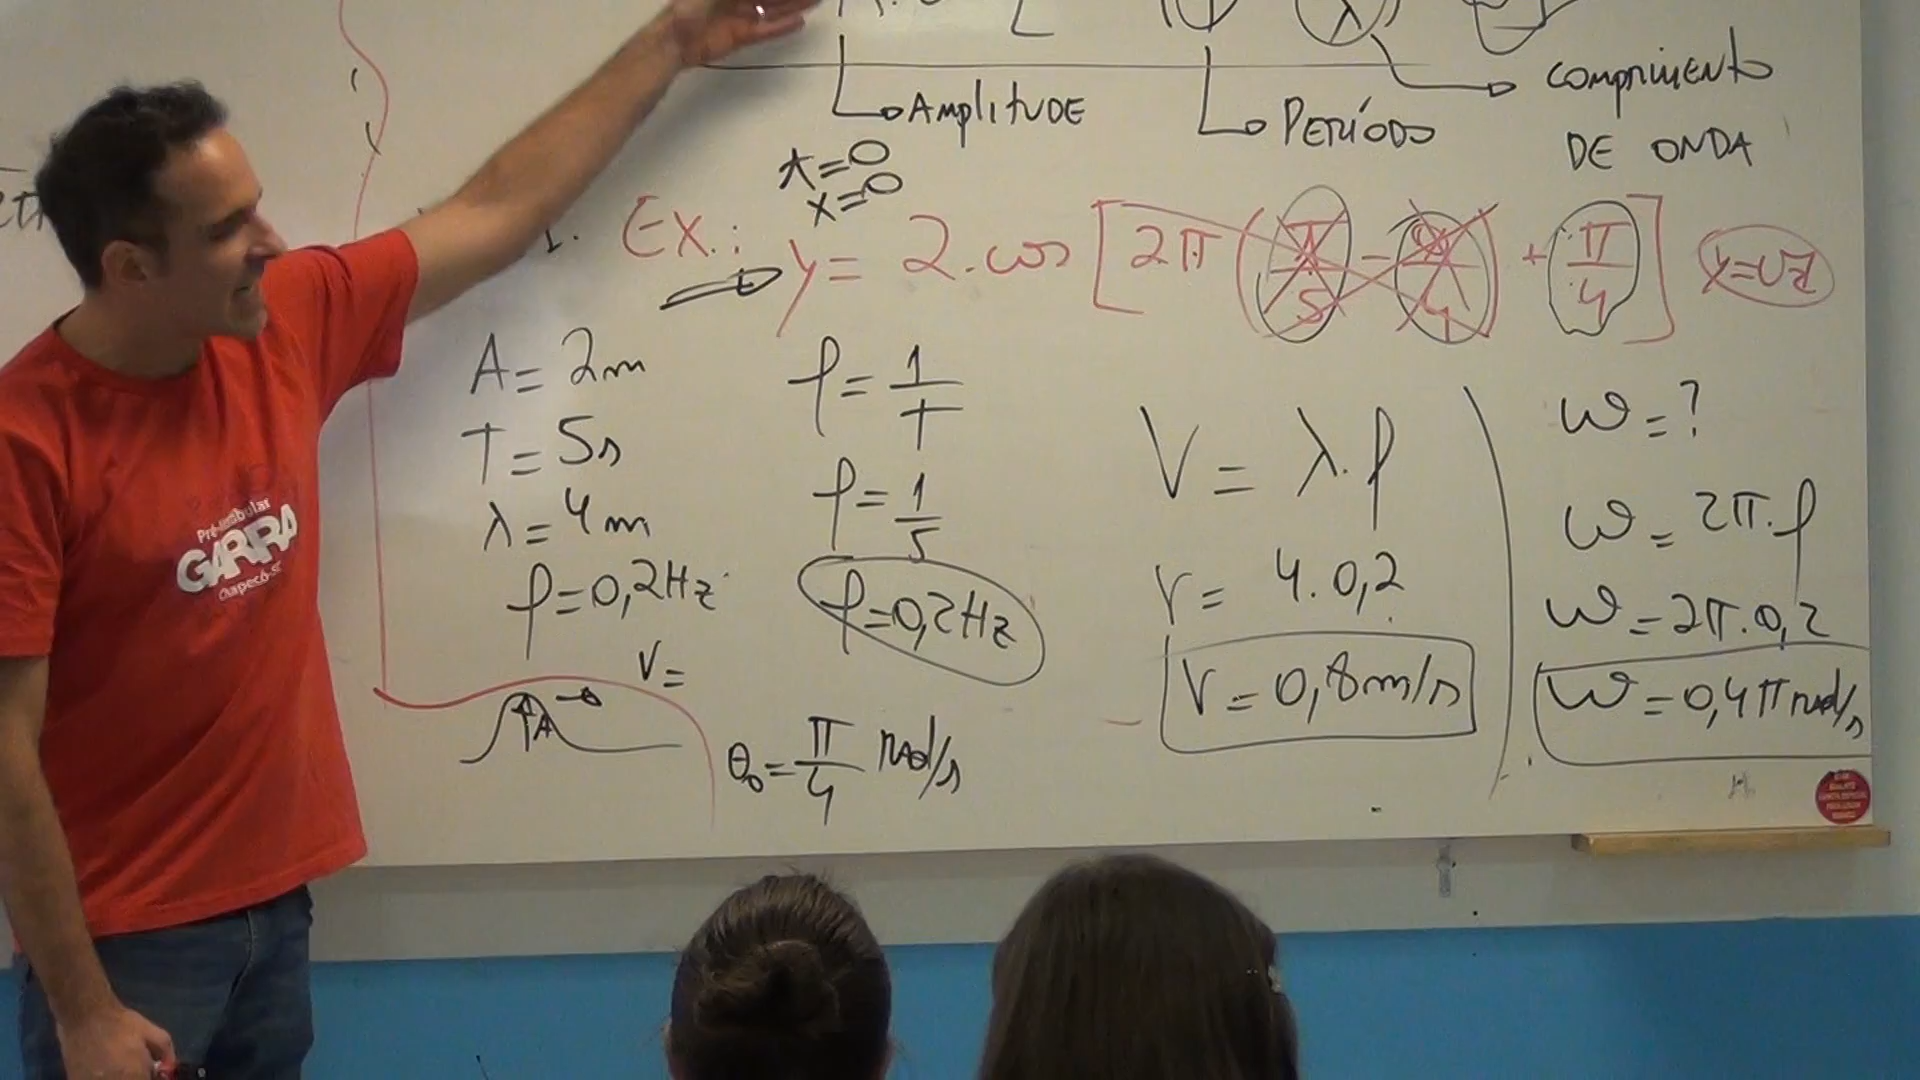 λ
AMPLITUDE
PERÍODO
COMPRIMENTO
DE ONDA
t=0
x=0
1. EX.: y = 2.cos [2π (t/5 - x/4) + π/4] y=√2
A = 2m
T = 5s
λ = 4m
f = 0,2Hz
V =
A
f = 1/T
f = 1/5
f = 0,2Hz
θ₀ = π/4 rad/s
V = λ.f
V = 4.0,2
V = 0,8m/s
ω = ?
ω = 2π.f
ω = 2π.0,2
ω = 0,4π rad/s
Pré-Vestibular
GARRA
Chapecó-SC